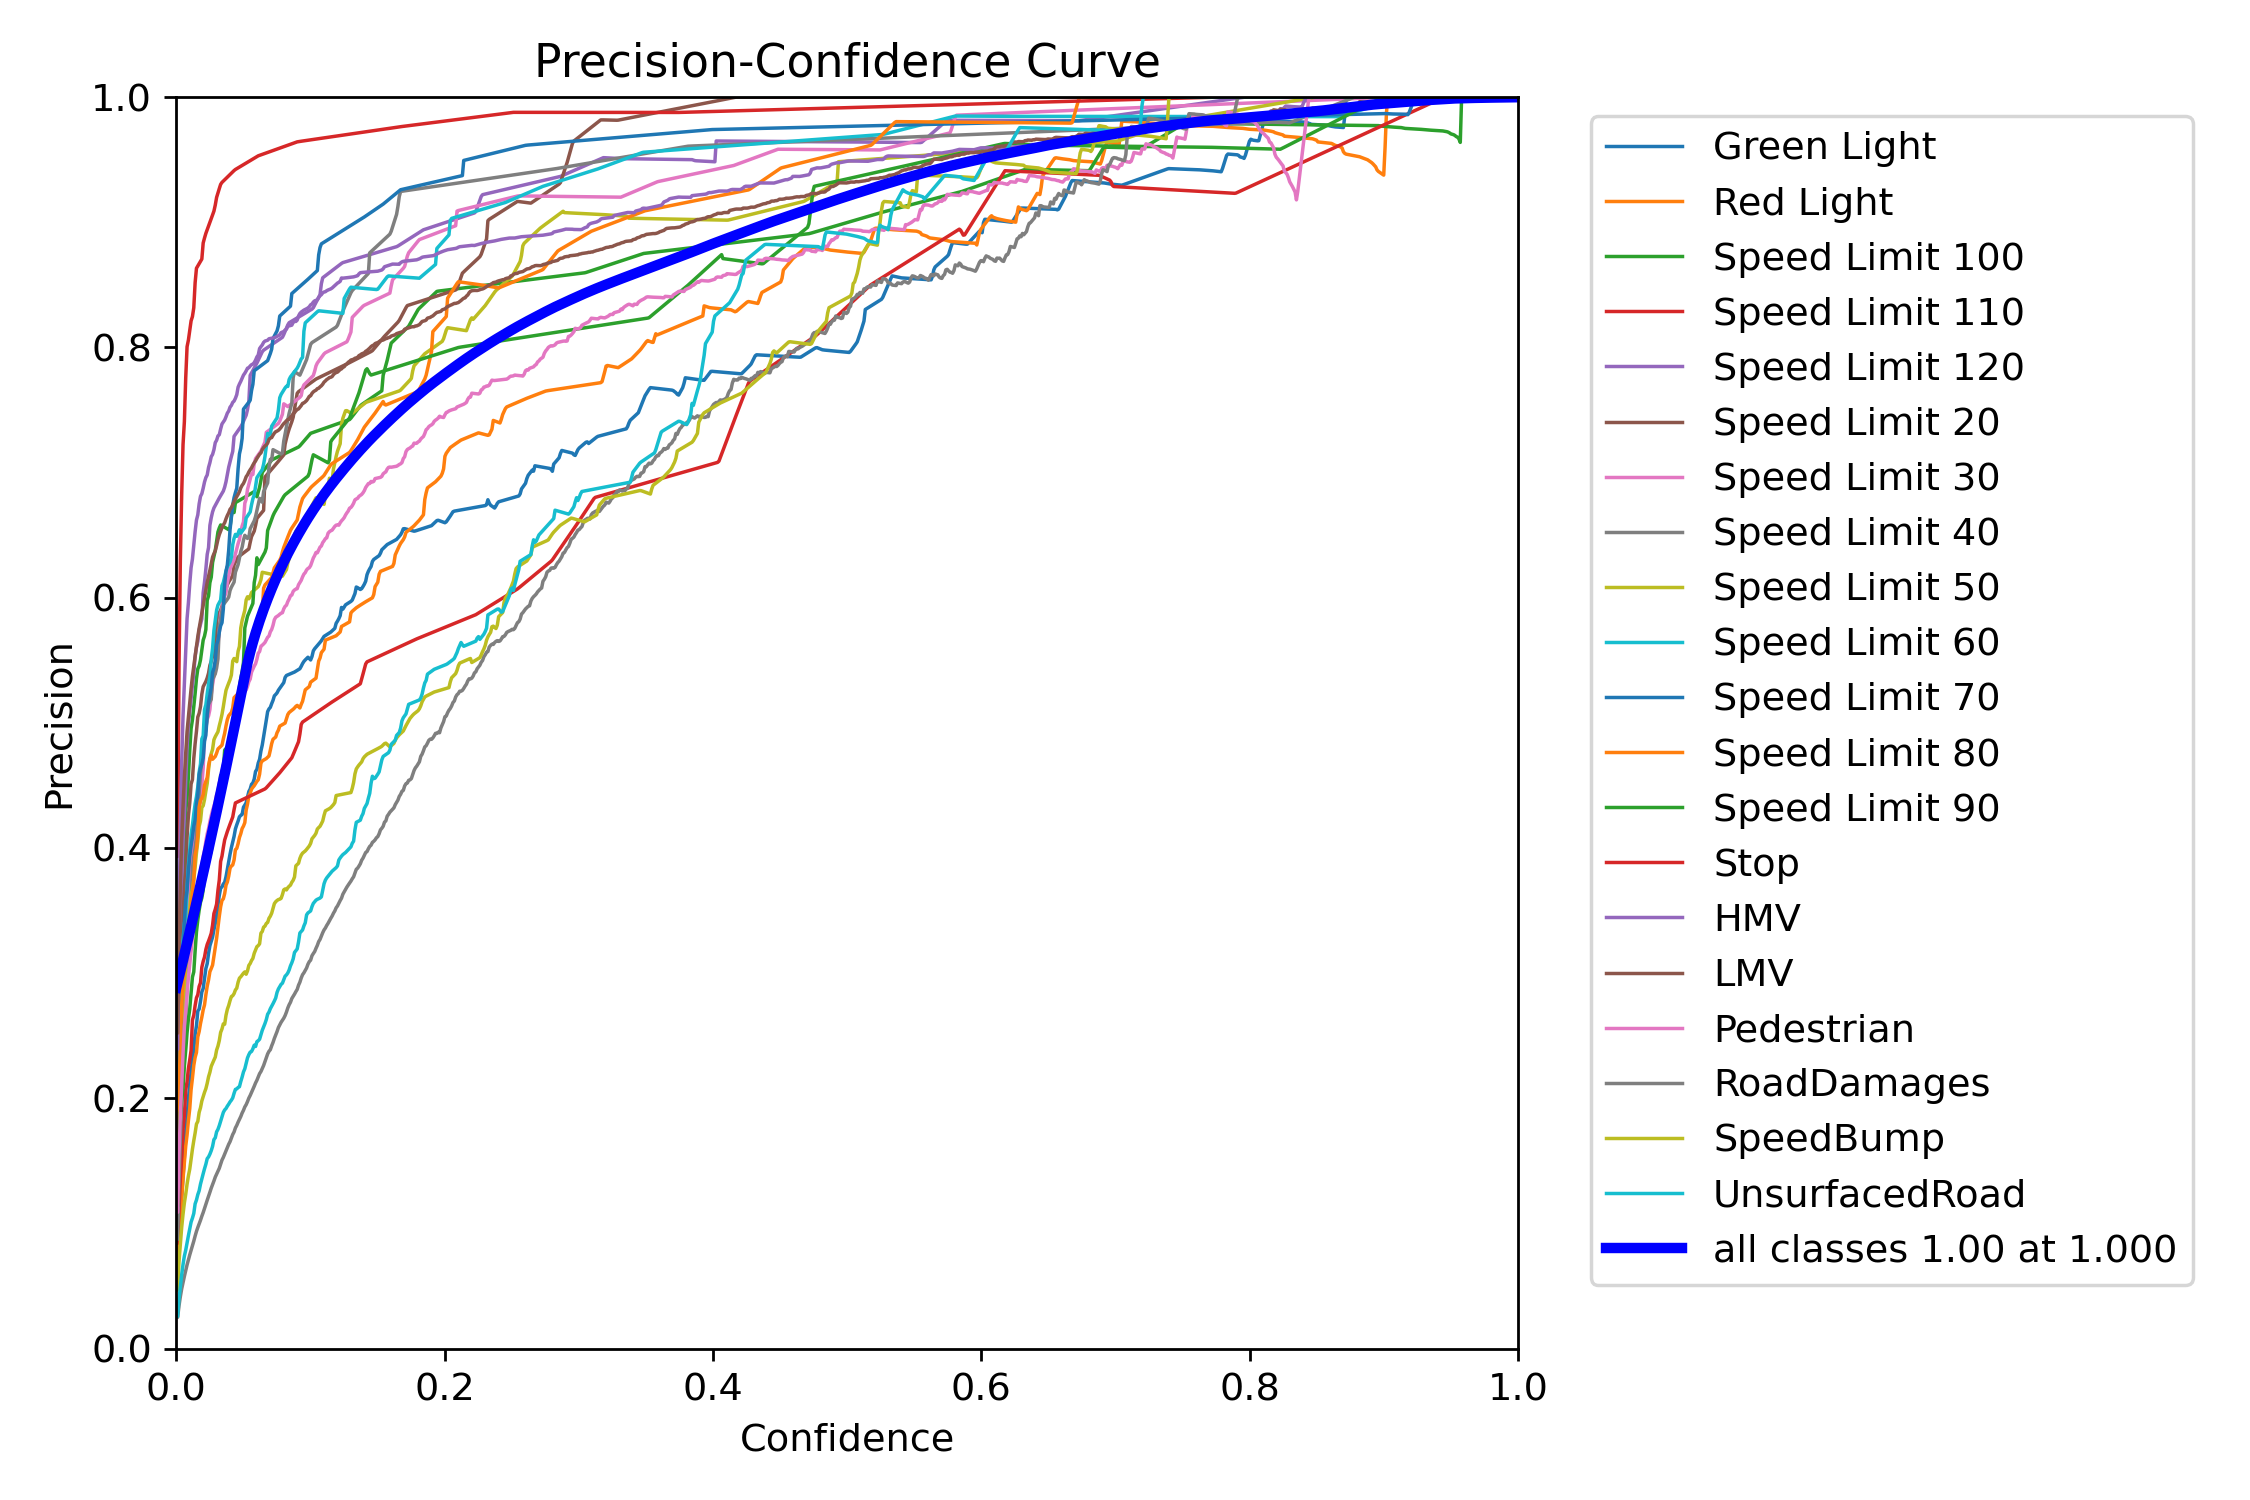 Precision-Confidence Curve
1.0
0.8
0.6
0.4
0.2
0.0
Precision
0.0 0.2 0.4 0.6 0.8 1.0
Confidence
Green Light
Red Light
Speed Limit 100
Speed Limit 110
Speed Limit 120
Speed Limit 20
Speed Limit 30
Speed Limit 40
Speed Limit 50
Speed Limit 60
Speed Limit 70
Speed Limit 80
Speed Limit 90
Stop
HMV
LMV
Pedestrian
RoadDamages
SpeedBump
UnsurfacedRoad
all classes 1.00 at 1.000